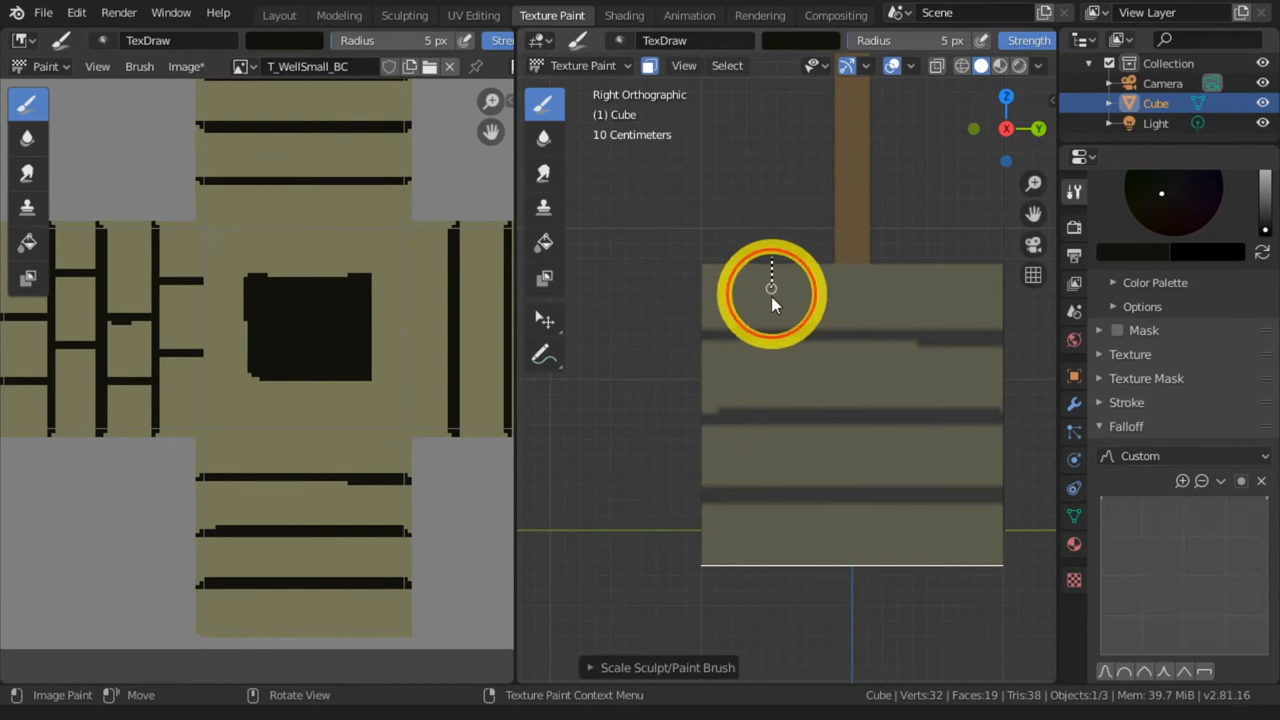 File Edit Render Window Help Layout Modeling Sculpting UV Editing Texture Paint Shading Animation Rendering Compositing Scene View Layer
TexDraw Radius 5 px Stre TexDraw Radius 5 px Strength
Paint View Brush Image* T_WellSmall_BC Texture Paint View Select
Collection
Camera
Cube
Light
Right Orthographic
(1) Cube
10 Centimeters
X
Y
Z
Color Palette
Options
Mask
Texture
Texture Mask
Stroke
Falloff
Custom
Scale Sculpt/Paint Brush
Image Paint Move Rotate View Texture Paint Context Menu Cube | Verts:32 | Faces:19 | Tris:38 | Objects:1/3 | Mem: 39.7 MiB | v2.81.16